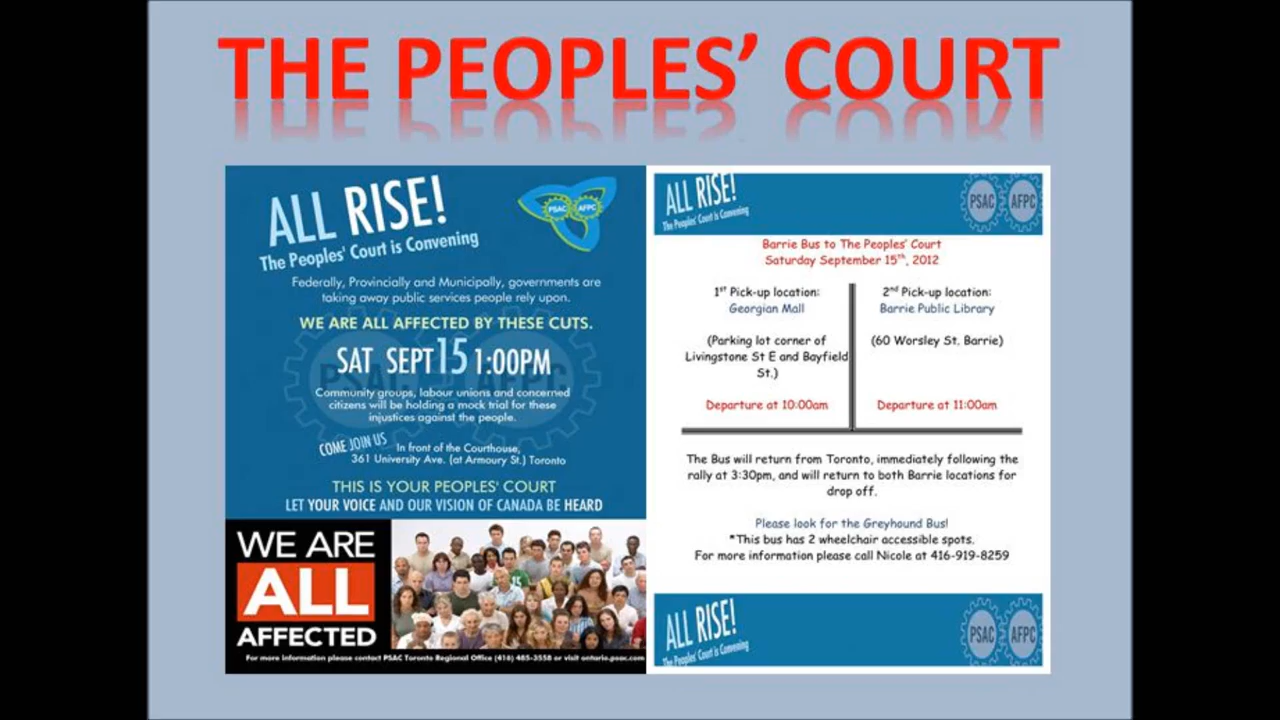 THE PEOPLES' COURT
ALL RISE!
The Peoples' Court is Convening
PSAC AFPC
Federally, Provincially and Municipally, governments are
taking away public services people rely upon.
WE ARE ALL AFFECTED BY THESE CUTS.
SAT SEPT 15 1:00PM
PSAC AFPC
Community groups, labour unions and concerned
citizens will be holding a mock trial for these
injustices against the people.
COME JOIN US In front of the Courthouse,
361 University Ave. (at Armoury St.) Toronto
THIS IS YOUR PEOPLES' COURT
LET YOUR VOICE AND OUR VISION OF CANADA BE HEARD
WE ARE
ALL
AFFECTED
15
For more information please contact PSAC Toronto Regional Office (416) 485-3558 or visit ontario.psac.com
ALL RISE!
The Peoples' Court is Convening
PSAC AFPC
Barrie Bus to The Peoples' Court
Saturday September 15th, 2012
1st Pick-up location:
Georgian Mall
(Parking lot corner of
Livingstone St E and Bayfield
St.)
Departure at 10:00am
2nd Pick-up location:
Barrie Public Library
(60 Worsley St. Barrie)
Departure at 11:00am
The Bus will return from Toronto, immediately following the
rally at 3:30pm, and will return to both Barrie locations for
drop off.
Please look for the Greyhound Bus!
*This bus has 2 wheelchair accessible spots.
For more information please call Nicole at 416-919-8259
ALL RISE!
The Peoples' Court is Convening
PSAC AFPC